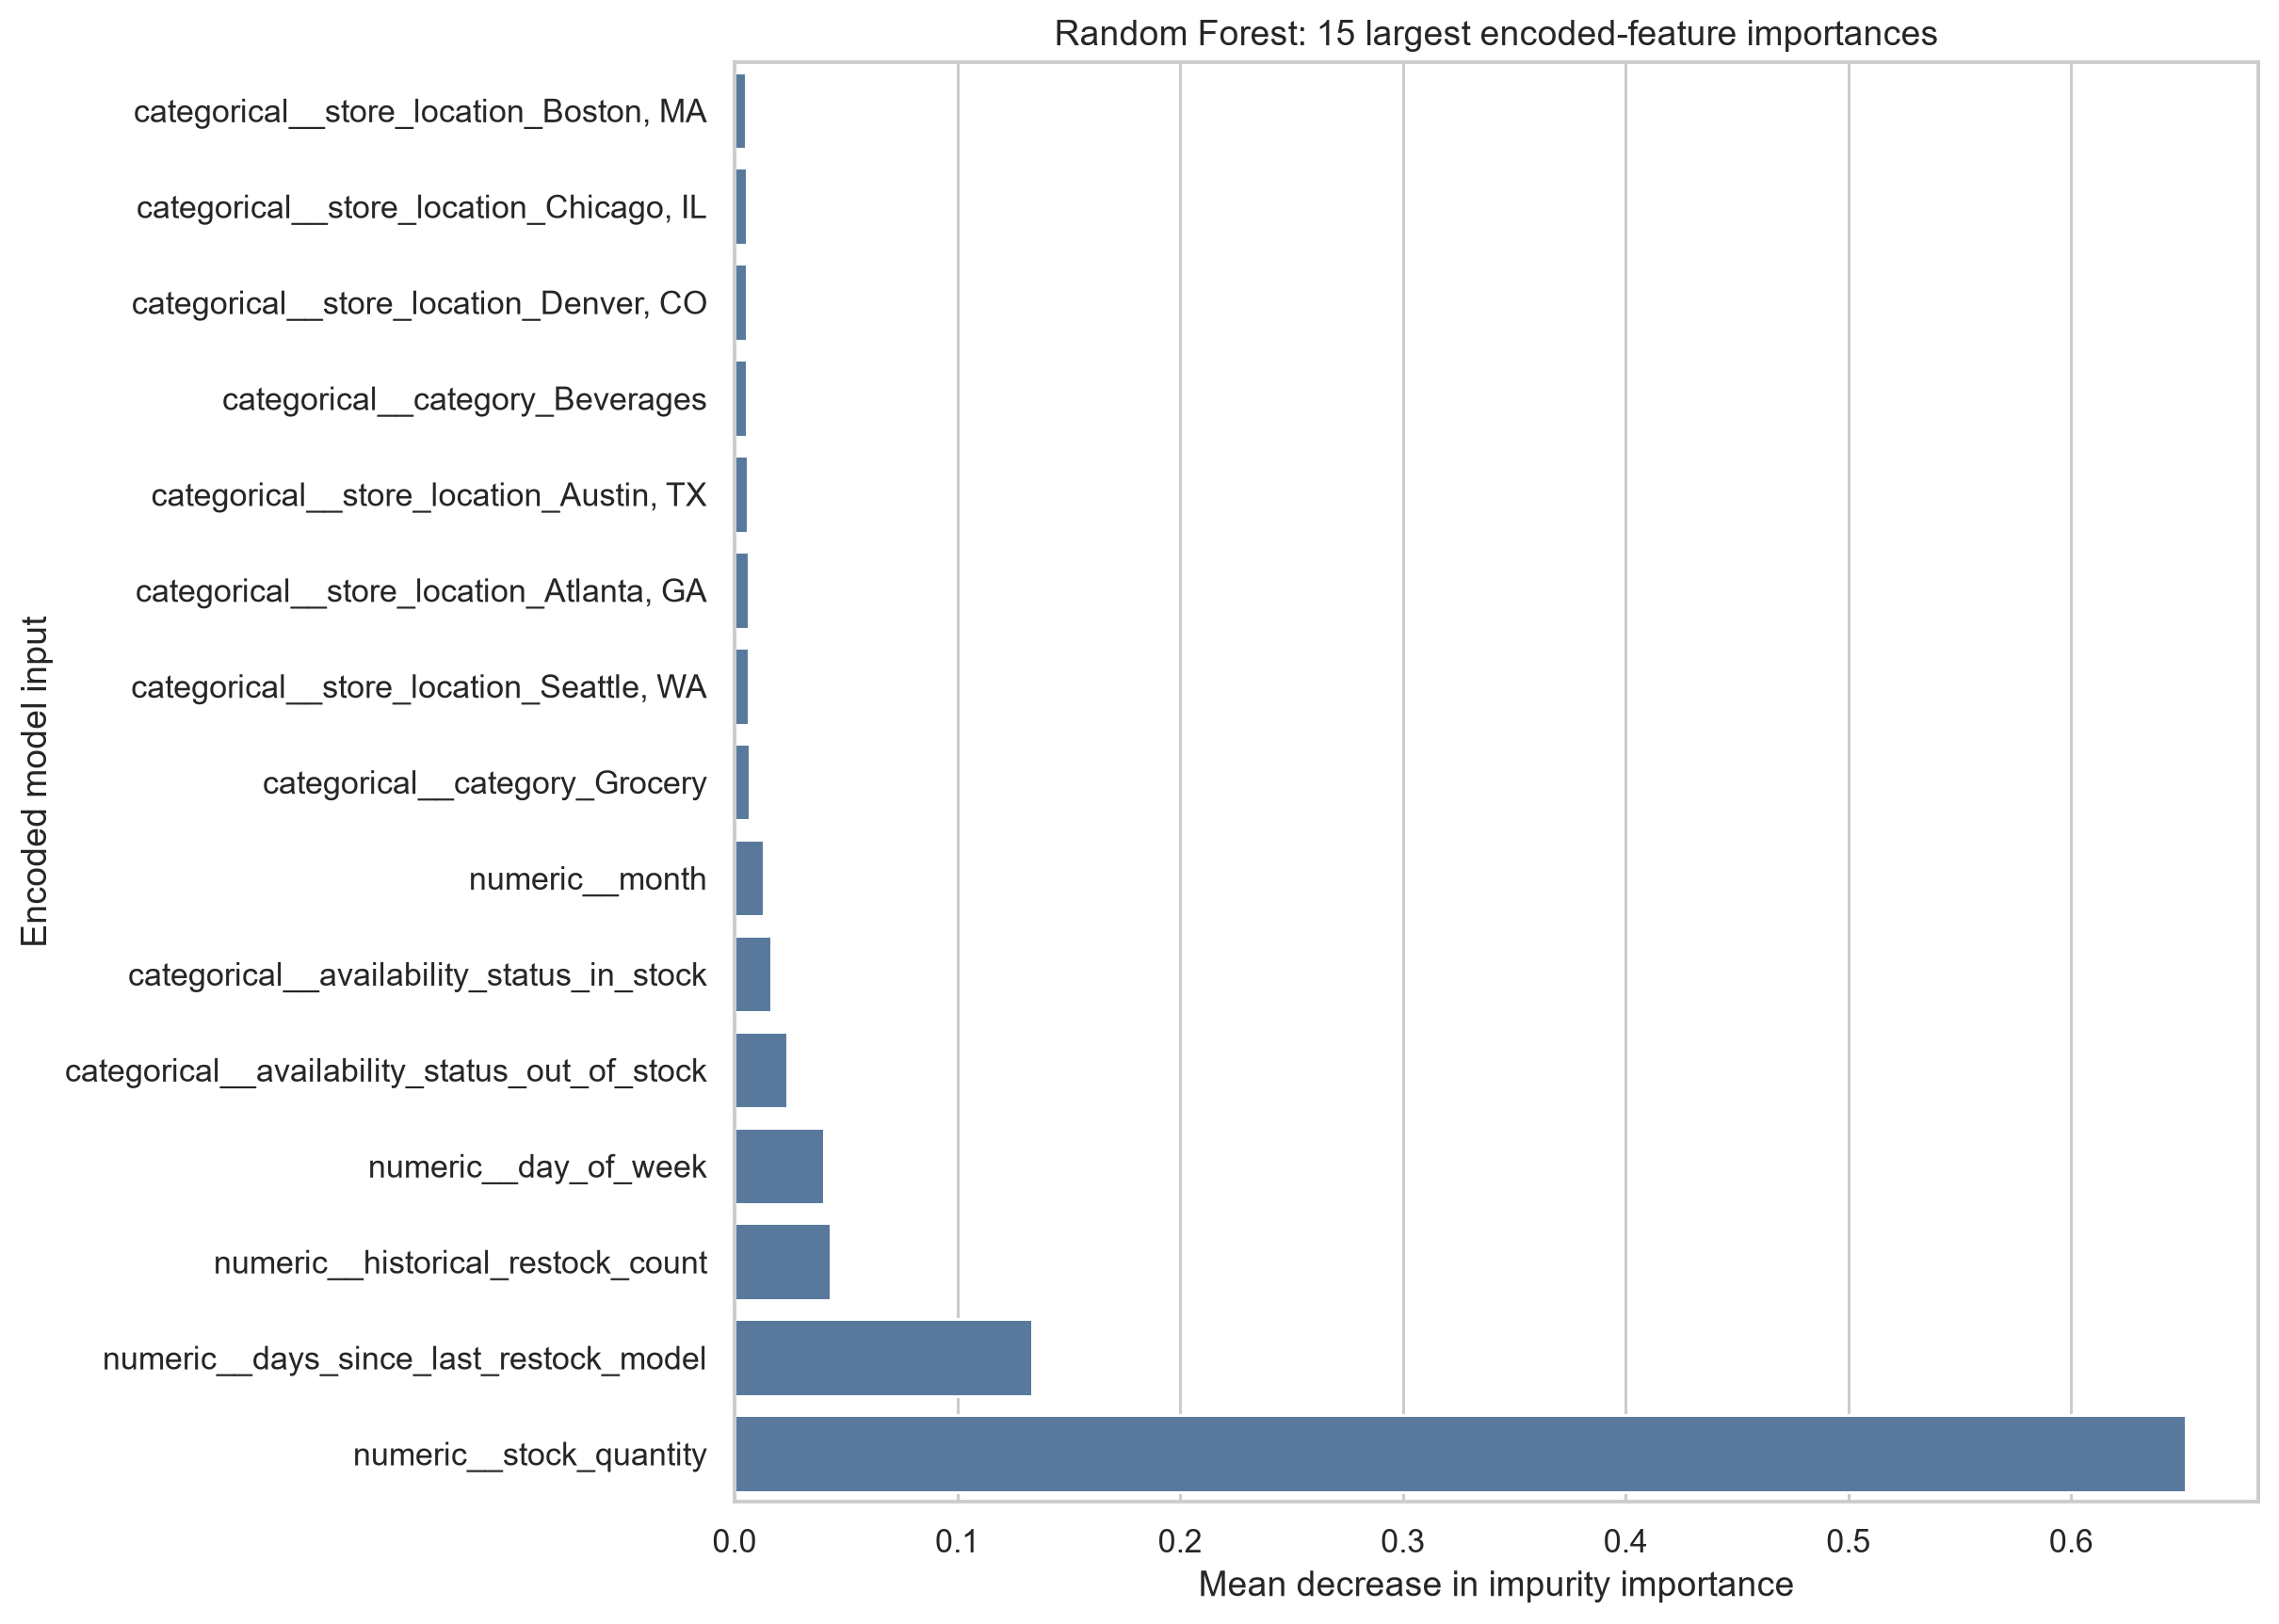 Random Forest: 15 largest encoded-feature importances
Encoded model input
categorical__store_location_Boston, MA
categorical__store_location_Chicago, IL
categorical__store_location_Denver, CO
categorical__category_Beverages
categorical__store_location_Austin, TX
categorical__store_location_Atlanta, GA
categorical__store_location_Seattle, WA
categorical__category_Grocery
numeric__month
categorical__availability_status_in_stock
categorical__availability_status_out_of_stock
numeric__day_of_week
numeric__historical_restock_count
numeric__days_since_last_restock_model
numeric__stock_quantity
0.0 0.1 0.2 0.3 0.4 0.5 0.6
Mean decrease in impurity importance